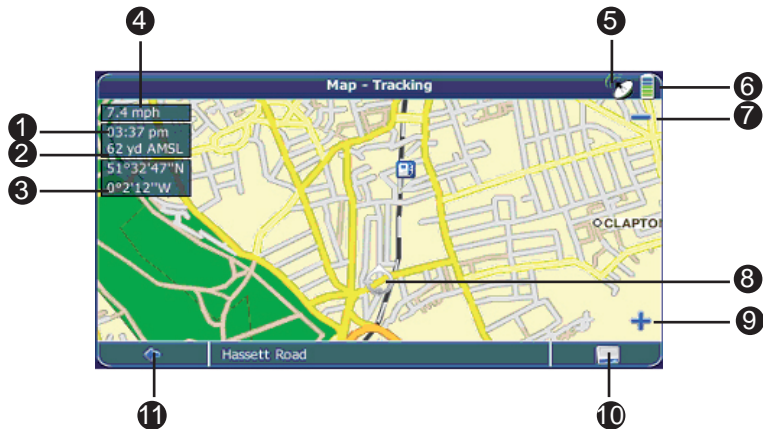 4
5
Map - Tracking
6
7.4 mph
7
1
03:37 pm
2
62 yd AMSL
51°32'47"N
3
0°2'12"W
CLAPTO
8
9
Hassett Road
11
10